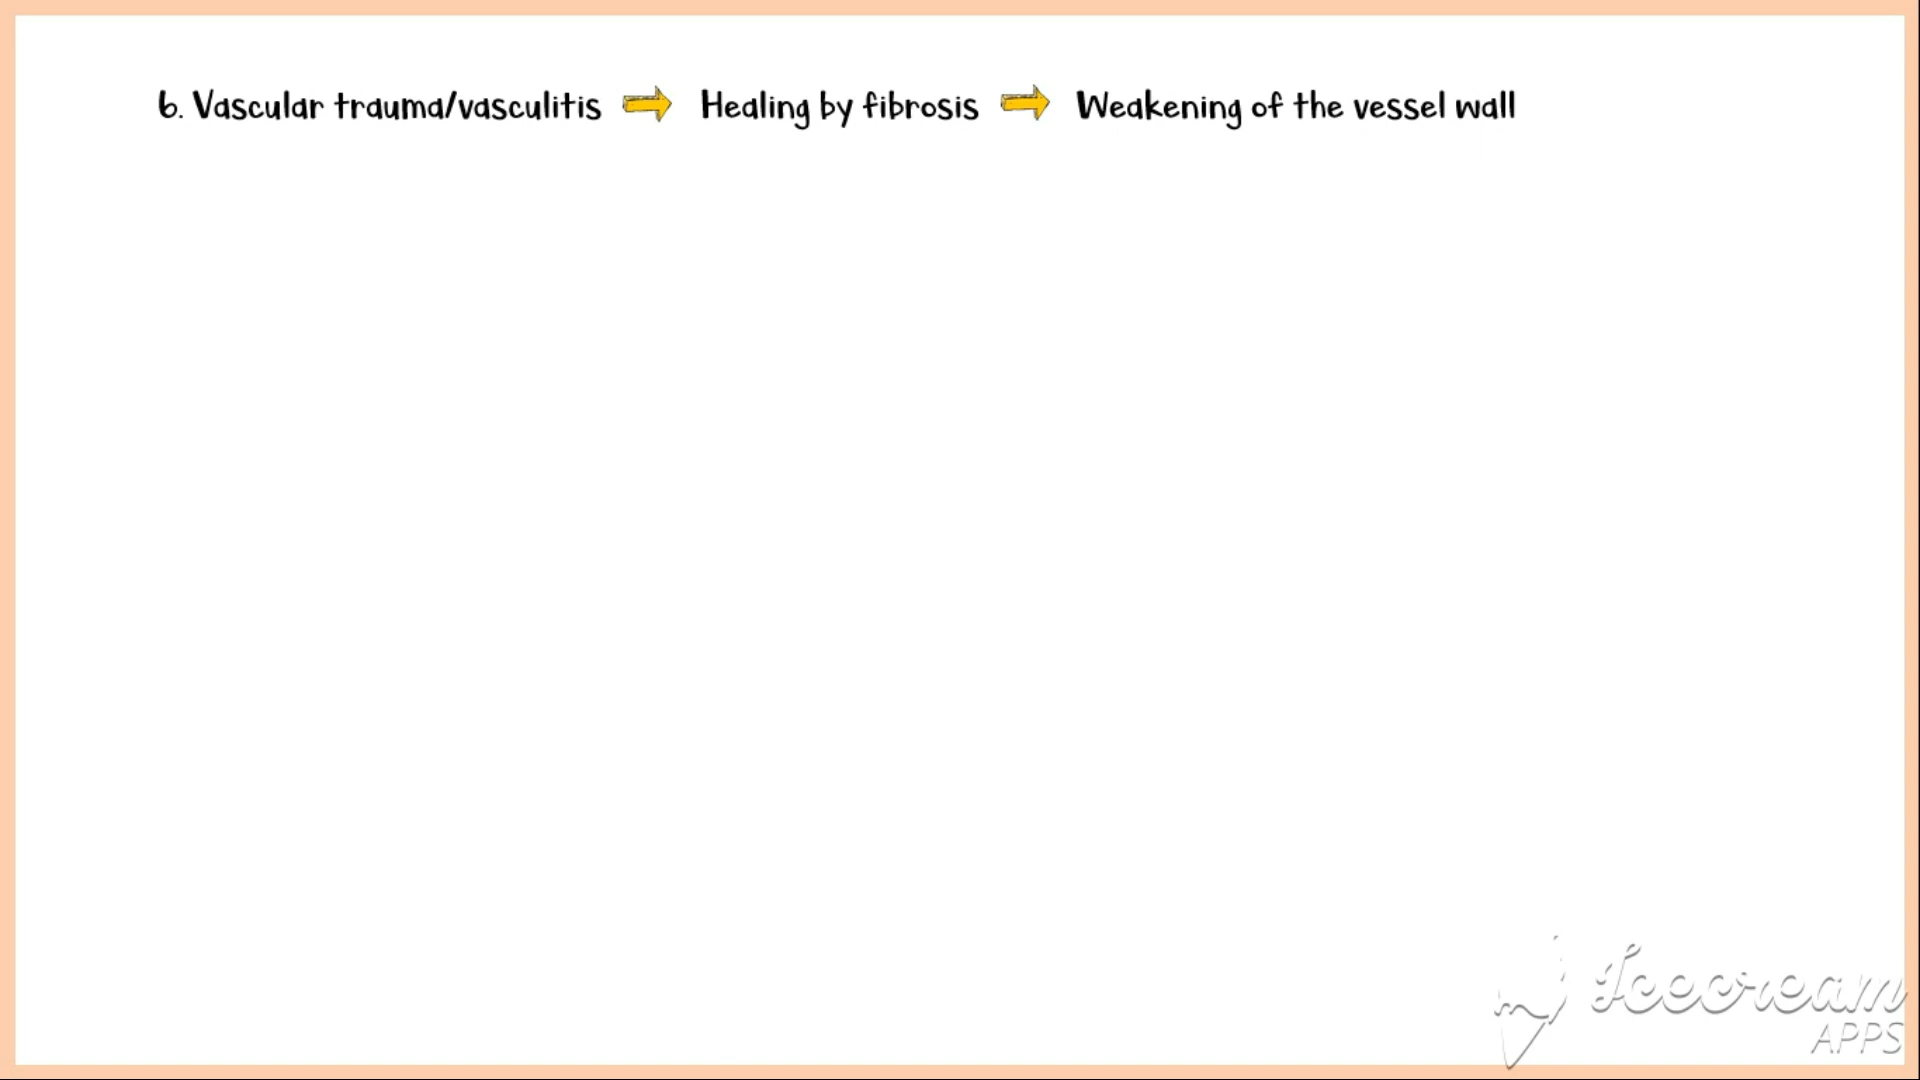 6. Vascular trauma/vasculitis Healing by fibrosis Weakening of the vessel wall
Icecream
APPS